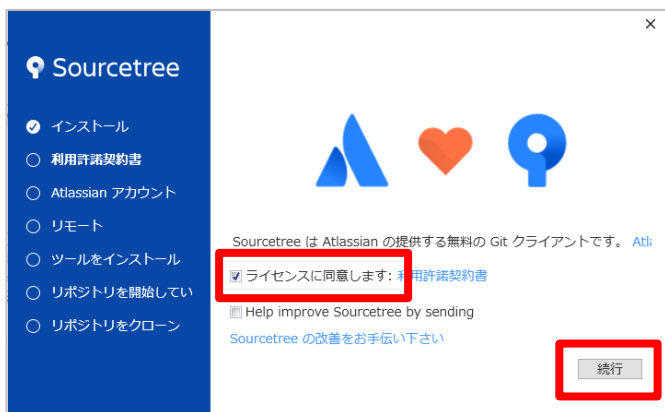 Sourcetree
インストール
利用許諾契約書
Atlassian アカウント
リモート
ツールをインストール
リポジトリを開始してい
リポジトリをクローン
Sourcetree は Atlassian の提供する無料の Git クライアントです。 Atla
ライセンスに同意します: 利用許諾契約書
Help improve Sourcetree by sending
Sourcetree の改善をお手伝い下さい
続行